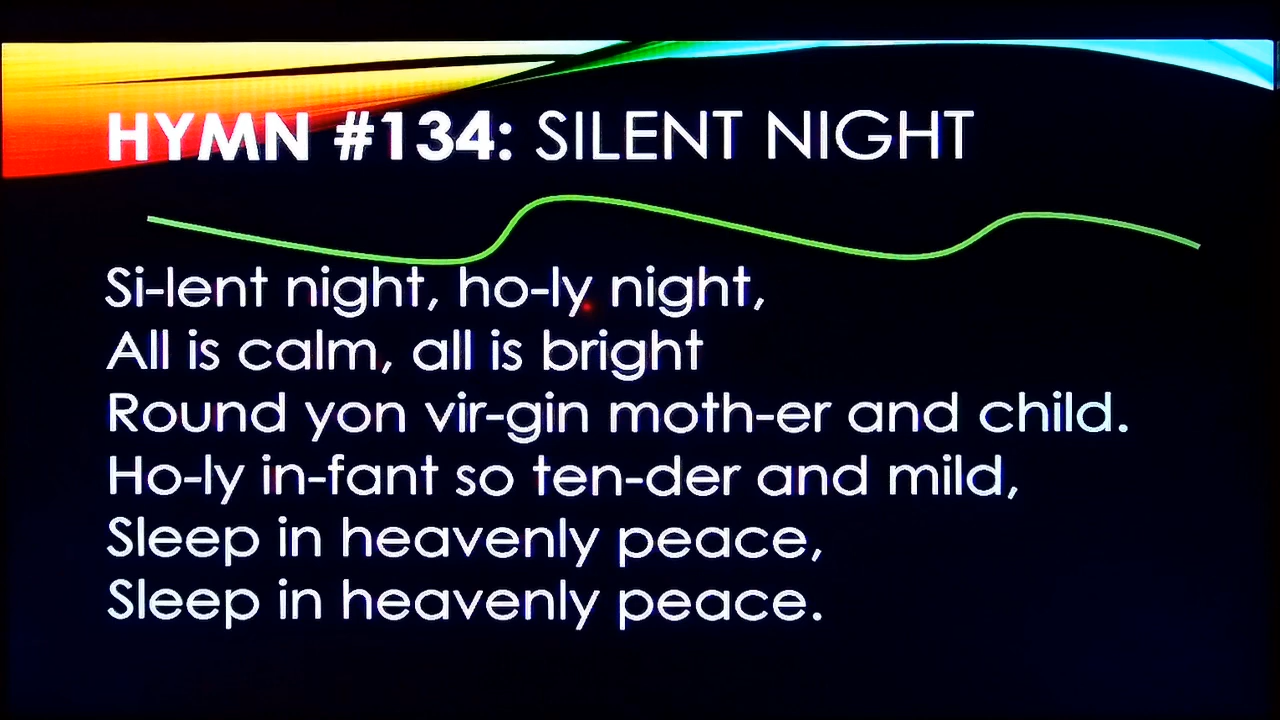 HYMN #134: SILENT NIGHT
Si-lent night, ho-ly night,
All is calm, all is bright
Round yon vir-gin moth-er and child.
Ho-ly in-fant so ten-der and mild,
Sleep in heavenly peace,
Sleep in heavenly peace.